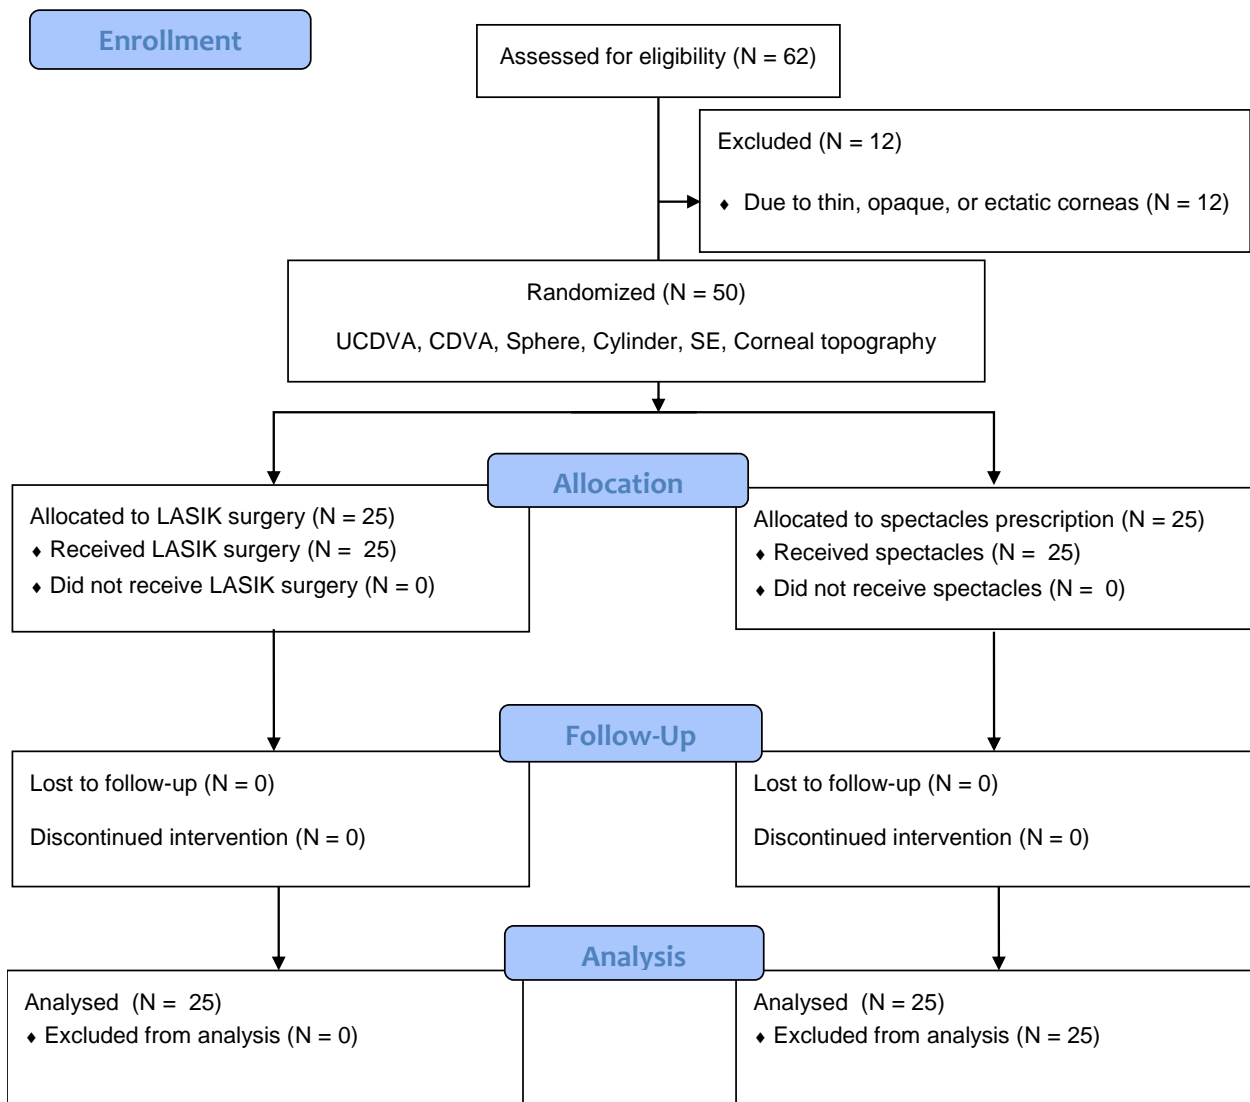 Enrollment
Assessed for eligibility (N = 62)
Excluded (N = 12)
♦ Due to thin, opaque, or ectatic corneas (N = 12)
Randomized (N = 50)
UCDVA, CDVA, Sphere, Cylinder, SE, Corneal topography
Allocation
Allocated to LASIK surgery (N = 25)
♦ Received LASIK surgery (N =  25)
♦ Did not receive LASIK surgery (N = 0)
Allocated to spectacles prescription (N = 25)
♦ Received spectacles (N =  25)
♦ Did not receive spectacles (N =  0)
Follow-Up
Lost to follow-up (N = 0)
Discontinued intervention (N = 0)
Lost to follow-up (N = 0)
Discontinued intervention (N = 0)
Analysis
Analysed  (N =  25)
♦ Excluded from analysis (N = 0)
Analysed  (N = 25)
♦ Excluded from analysis (N = 25)